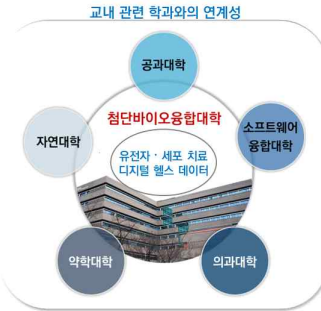 교내 관련 학과와의 연계성
공과대학
첨단바이오융합대학
자연대학
소프트웨어
융합대학
유전자 · 세포 치료
디지털 헬스 데이터
약학대학
의과대학